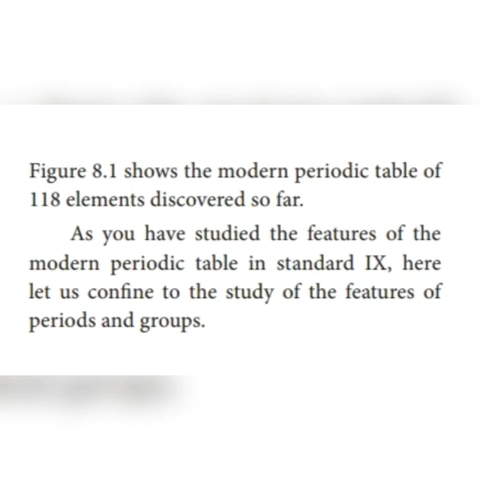 Figure 8.1 shows the modern periodic table of
118 elements discovered so far.
As you have studied the features of the
modern periodic table in standard IX, here
let us confine to the study of the features of
periods and groups.